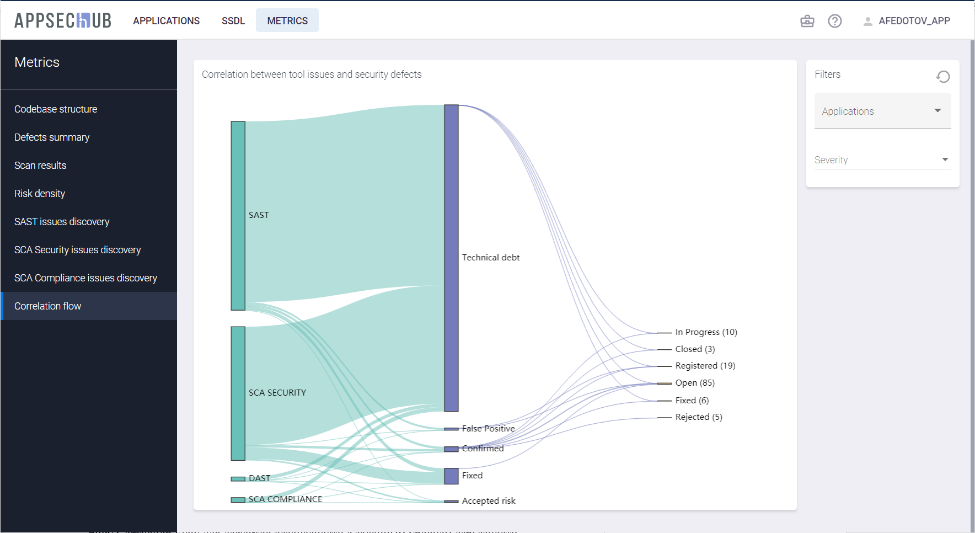 APPSECHUB APPLICATIONS SSDL METRICS AFEDOTOV_APP
Metrics
Codebase structure
Defects summary
Scan results
Risk density
SAST issues discovery
SCA Security issues discovery
SCA Compliance issues discovery
Correlation flow
Correlation between tool issues and security defects
SAST
SCA SECURITY
DAST
SCA COMPLIANCE
Technical debt
False Positive
Confirmed
Fixed
Accepted risk
In Progress (10)
Closed (3)
Registered (19)
Open (85)
Fixed (6)
Rejected (5)
Filters
Applications
Severity